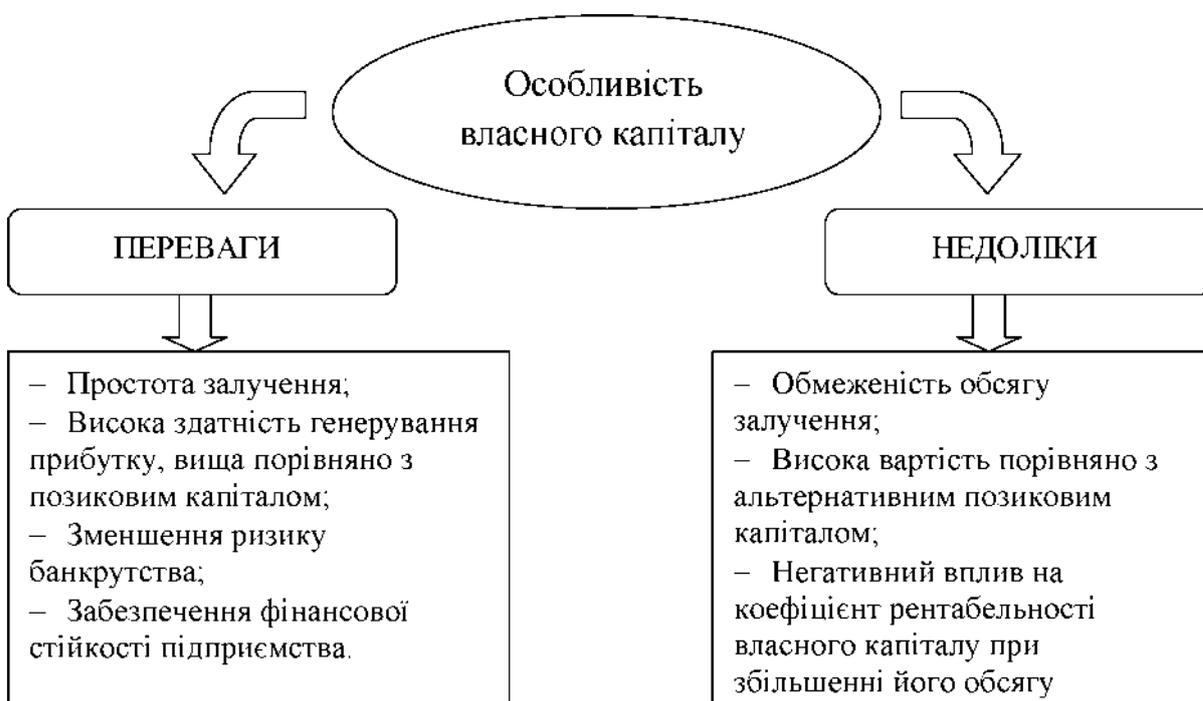 Особливість
власного капіталу
ПЕРЕВАГИ
НЕДОЛІКИ
– Простота залучення;
– Висока здатність генерування
прибутку, вища порівняно з
позиковим капіталом;
– Зменшення ризику
банкрутства;
– Забезпечення фінансової
стійкості підприємства.
– Обмеженість обсягу
залучення;
– Висока вартість порівняно з
альтернативним позиковим
капіталом;
– Негативний вплив на
коефіцієнт рентабельності
власного капіталу при
збільшенні його обсягу